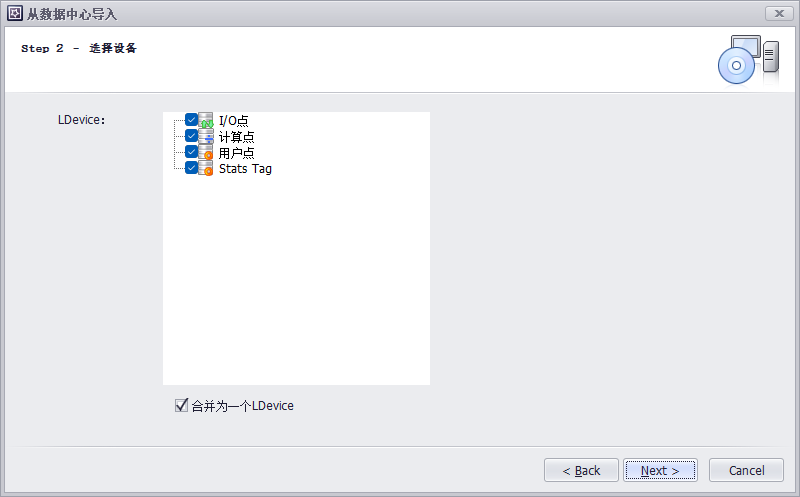 从数据中心导入
Step 2 - 选择设备
LDevice:
I/O点
计算点
用户点
Stats Tag
合并为一个LDevice
< Back
Next >
Cancel